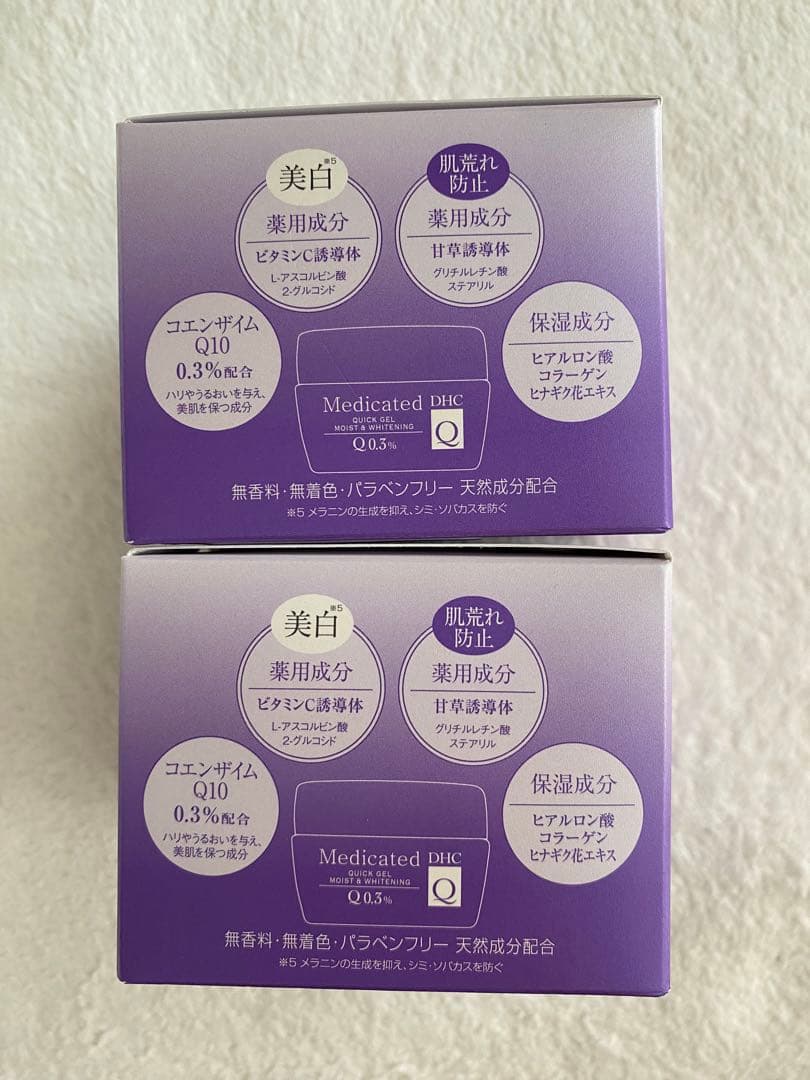 美白※5
薬用成分
ビタミンC誘導体
L-アスコルビン酸
2-グルコシド
肌荒れ
防止
薬用成分
甘草誘導体
グリチルレチン酸
ステアリル
コエンザイム
Q10
0.3%配合
ハリやうるおいを与え、
美肌を保つ成分
保湿成分
ヒアルロン酸
コラーゲン
ヒナギク花エキス
Medicated DHC
QUICK GEL
MOIST & WHITENING
Q0.3%
Q
無香料・無着色・パラベンフリー 天然成分配合
※5 メラニンの生成を抑え、シミ・ソバカスを防ぐ
美白※5
薬用成分
ビタミンC誘導体
L-アスコルビン酸
2-グルコシド
肌荒れ
防止
薬用成分
甘草誘導体
グリチルレチン酸
ステアリル
コエンザイム
Q10
0.3%配合
ハリやうるおいを与え、
美肌を保つ成分
保湿成分
ヒアルロン酸
コラーゲン
ヒナギク花エキス
Medicated DHC
QUICK GEL
MOIST & WHITENING
Q0.3%
Q
無香料・無着色・パラベンフリー 天然成分配合
※5 メラニンの生成を抑え、シミ・ソバカスを防ぐ